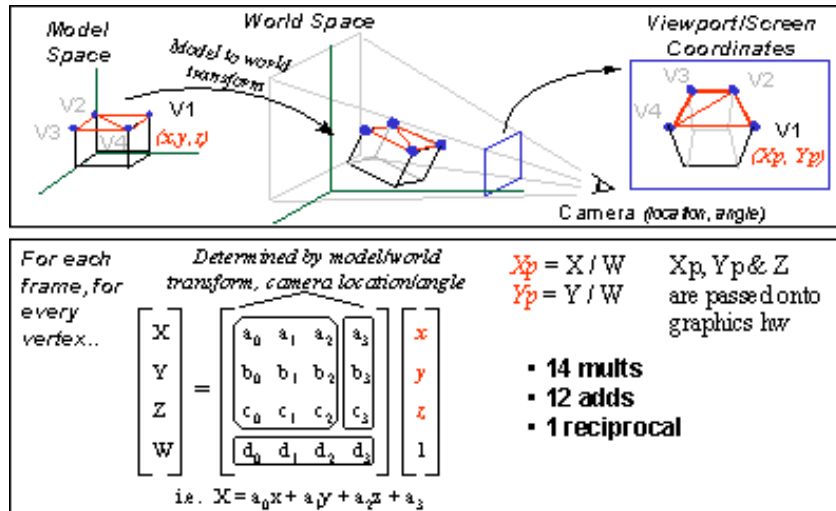 Model
Space
World Space
Viewport/Screen
Coordinates
Model to world
transform
V2
V1
V3
V4
(x,y,z)
V3
V2
V4
V1
(Xp, Yp)
Camera (location, angle)
For each
frame, for
every
vertex..
Determined by model/world
transform, camera location/angle
X
Y
Z
W
=
a0 a1 a2 a3
b0 b1 b2 b3
c0 c1 c2 c3
d0 d1 d2 d3
x
y
z
1
i.e. X = a0x + a1y + a2z + a3
Xp = X / W
Yp = Y / W
Xp, Yp & Z
are passed onto
graphics hw
▪ 14 mults
▪ 12 adds
▪ 1 reciprocal